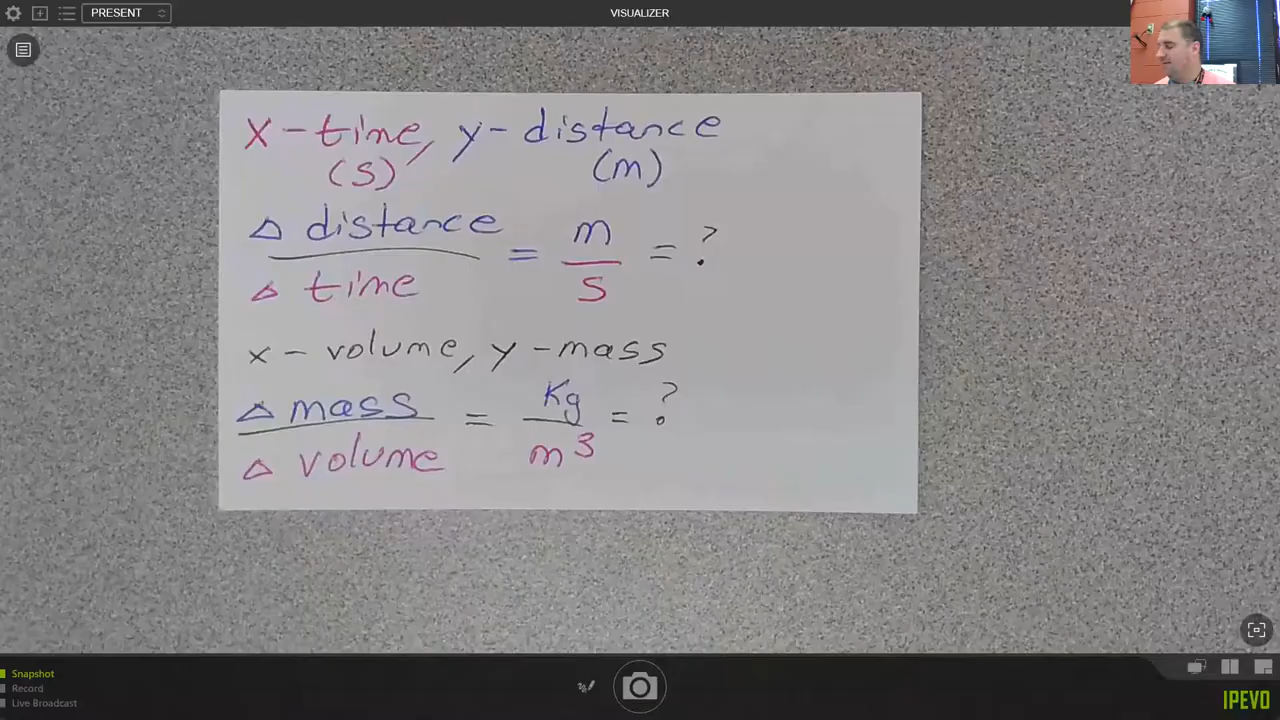 PRESENT
VISUALIZER
x - time, y - distance
(s) (m)
Δ distance / Δ time = m / s = ?
x - volume, y - mass
Δ mass / Δ volume = kg / m³ = ?
Snapshot
Record
Live Broadcast
IPEVO